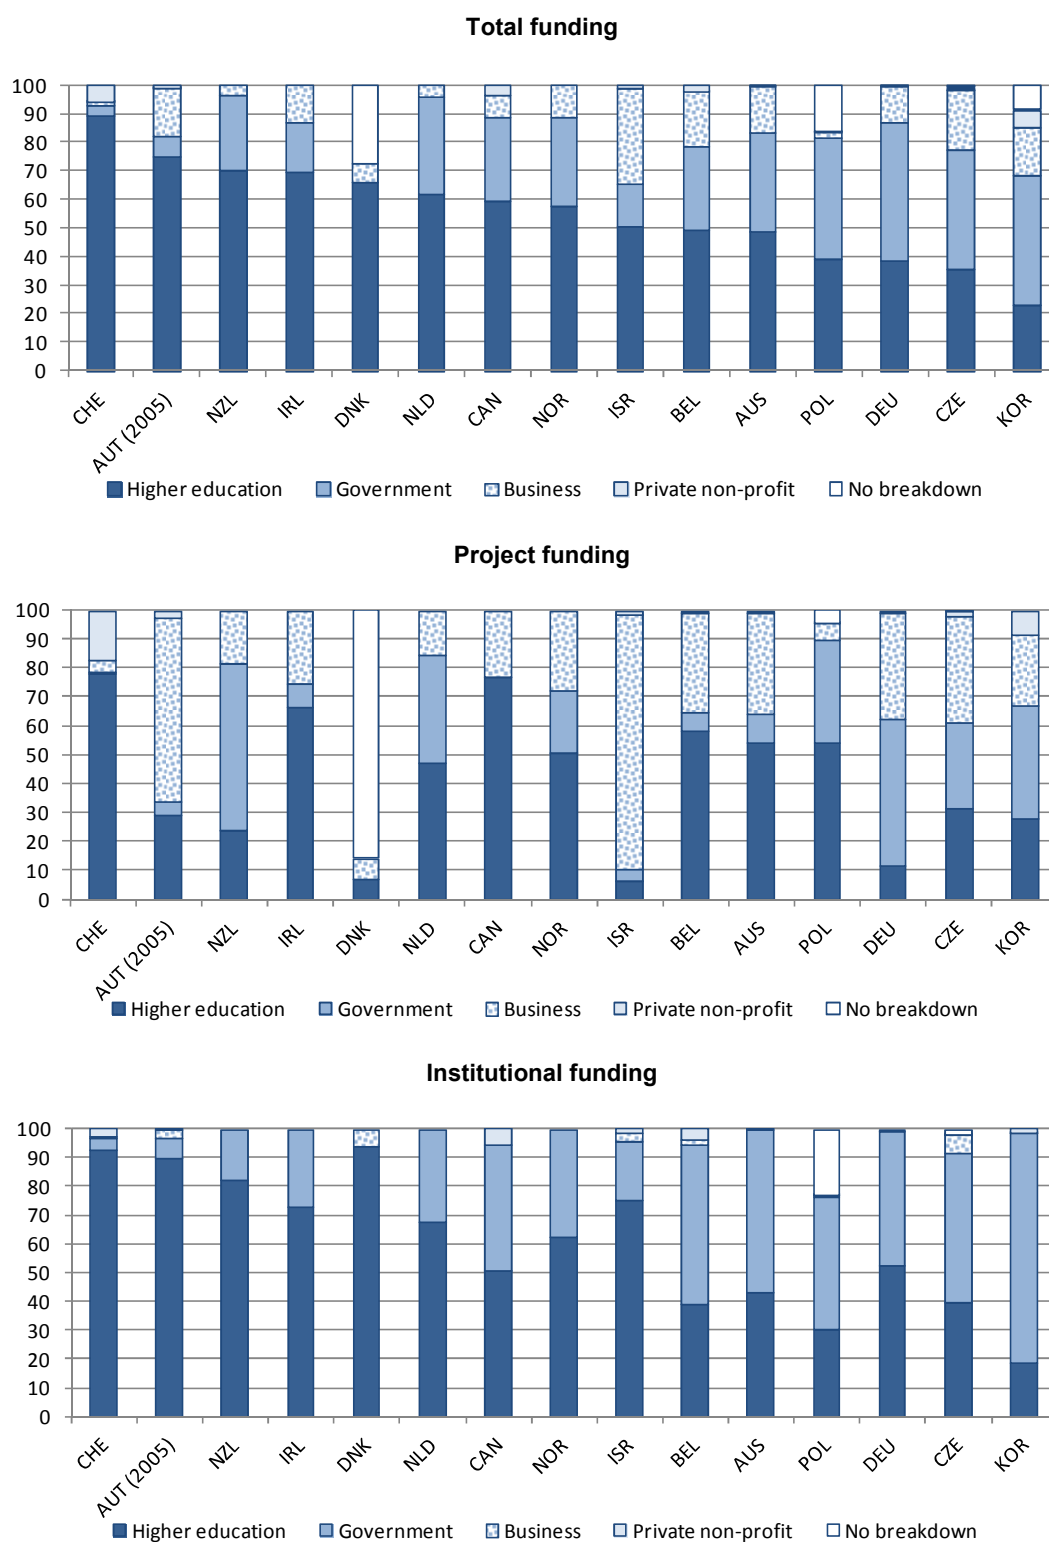 Total funding
100
90
80
70
60
50
40
30
20
10
0
CHE
AUT (2005)
NZL
IRL
DNK
NLD
CAN
NOR
ISR
BEL
AUS
POL
DEU
CZE
KOR
Higher education Government Business Private non-profit No breakdown
Project funding
100
90
80
70
60
50
40
30
20
10
0
CHE
AUT (2005)
NZL
IRL
DNK
NLD
CAN
NOR
ISR
BEL
AUS
POL
DEU
CZE
KOR
Higher education Government Business Private non-profit No breakdown
Institutional funding
100
90
80
70
60
50
40
30
20
10
0
CHE
AUT (2005)
NZL
IRL
DNK
NLD
CAN
NOR
ISR
BEL
AUS
POL
DEU
CZE
KOR
Higher education Government Business Private non-profit No breakdown